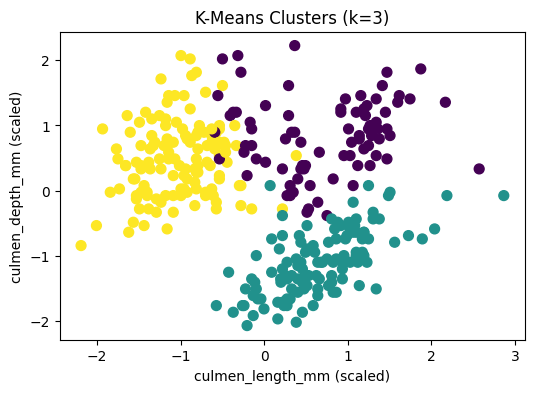 K-Means Clusters (k=3)
culmen_depth_mm (scaled)
2
1
0
−1
−2
−2 −1 0 1 2 3
culmen_length_mm (scaled)